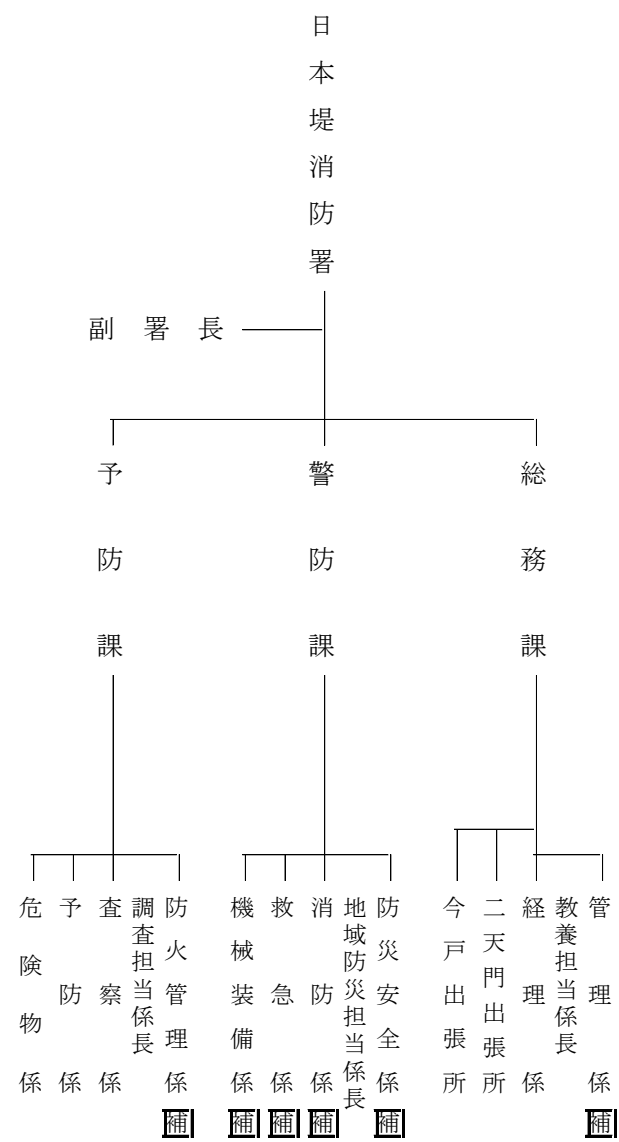 日本堤消防署
副署長
総務課
警防課
予防課
管理係補
教養担当係長
経理係
二天門出張所
今戸出張所
防災安全係補
地域防災担当係長
消防係補
救急係補
機械装備係補
防火管理係補
調査担当係長
査察係
予防係
危険物係